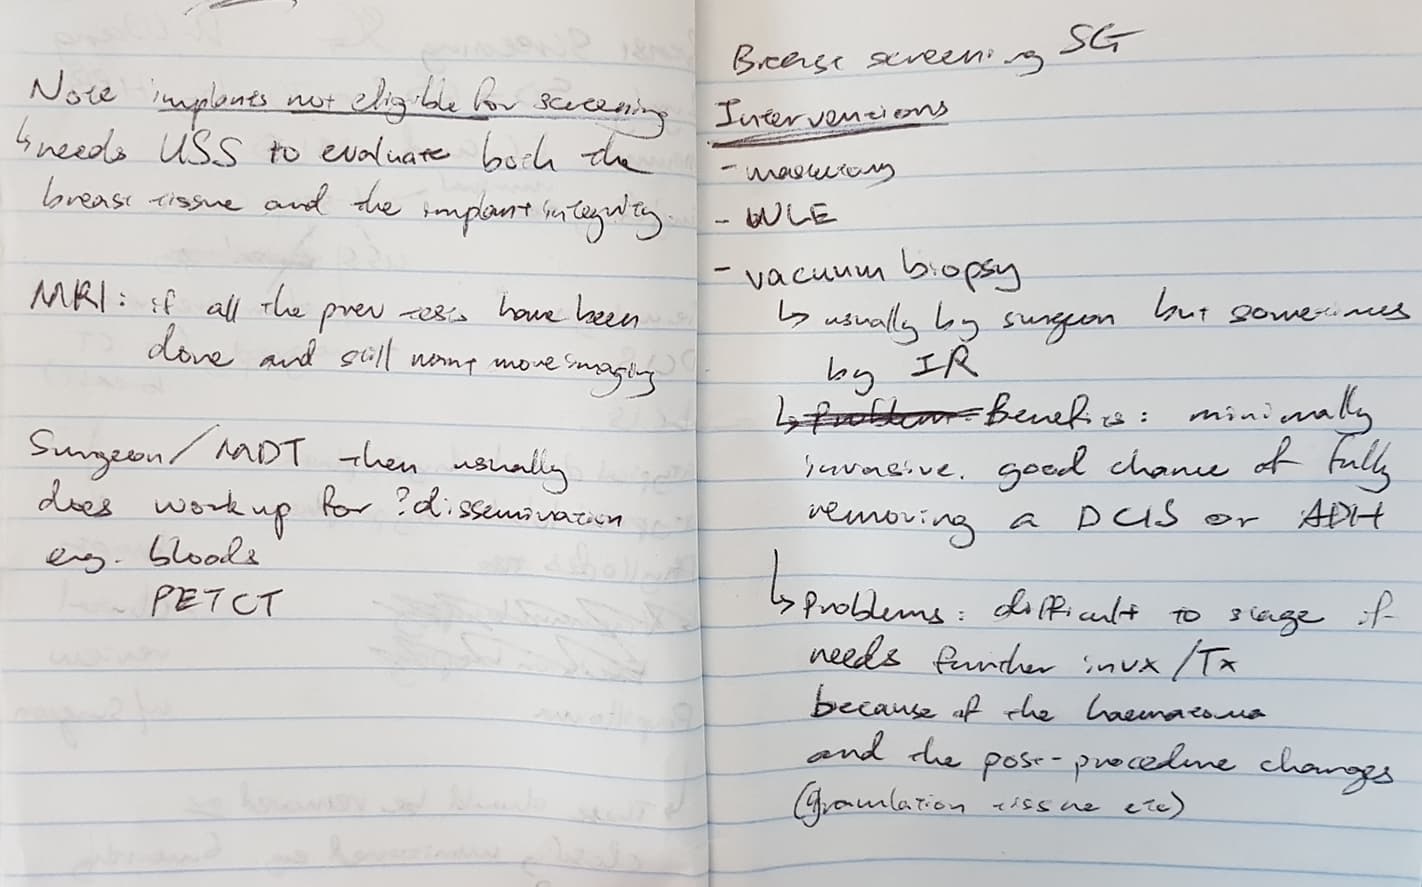 Note implants not eligible for screening
↳ needs USS to evaluate both the
breast tissue and the implant integrity.
MRI: if all the prev tests have been
done and still want more imaging
Surgeon/MDT then usually
does workup for ?dissemination
eg. bloods
PETCT
Breast screening SG
Interventions
- WLE
- vacuum biopsy
↳ usually by surgeon but sometimes
by IR
↳ Problem Benefits: minimally
invasive. good chance of fully
removing a DCIS or ADH
↳ Problems: difficult to stage if
needs further invx/Tx
because of the haematoma
and the post-procedure changes
(granulation tissue etc)